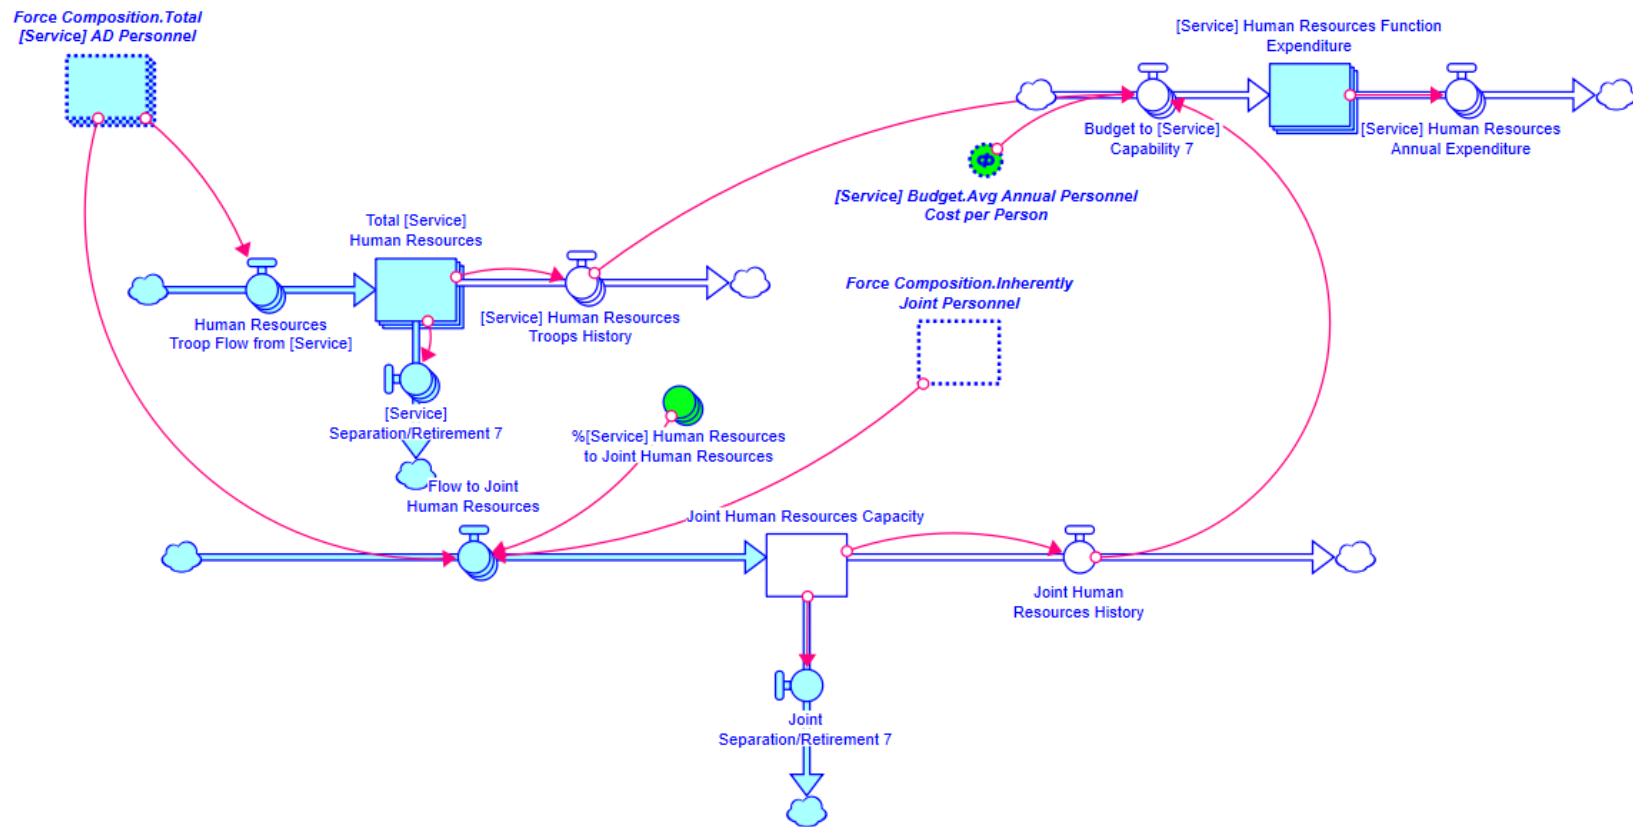 Force Composition.Total
[Service] AD Personnel
[Service] Human Resources Function
Expenditure
Budget to [Service]
Capability 7
[Service] Human Resources
Annual Expenditure
Φ
[Service] Budget.Avg Annual Personnel
Cost per Person
Total [Service]
Human Resources
Human Resources
Troop Flow from [Service]
[Service] Human Resources
Troops History
Force Composition.Inherently
Joint Personnel
[Service]
Separation/Retirement 7
%[Service] Human Resources
to Joint Human Resources
Flow to Joint
Human Resources
Joint Human Resources Capacity
Joint Human
Resources History
Joint
Separation/Retirement 7